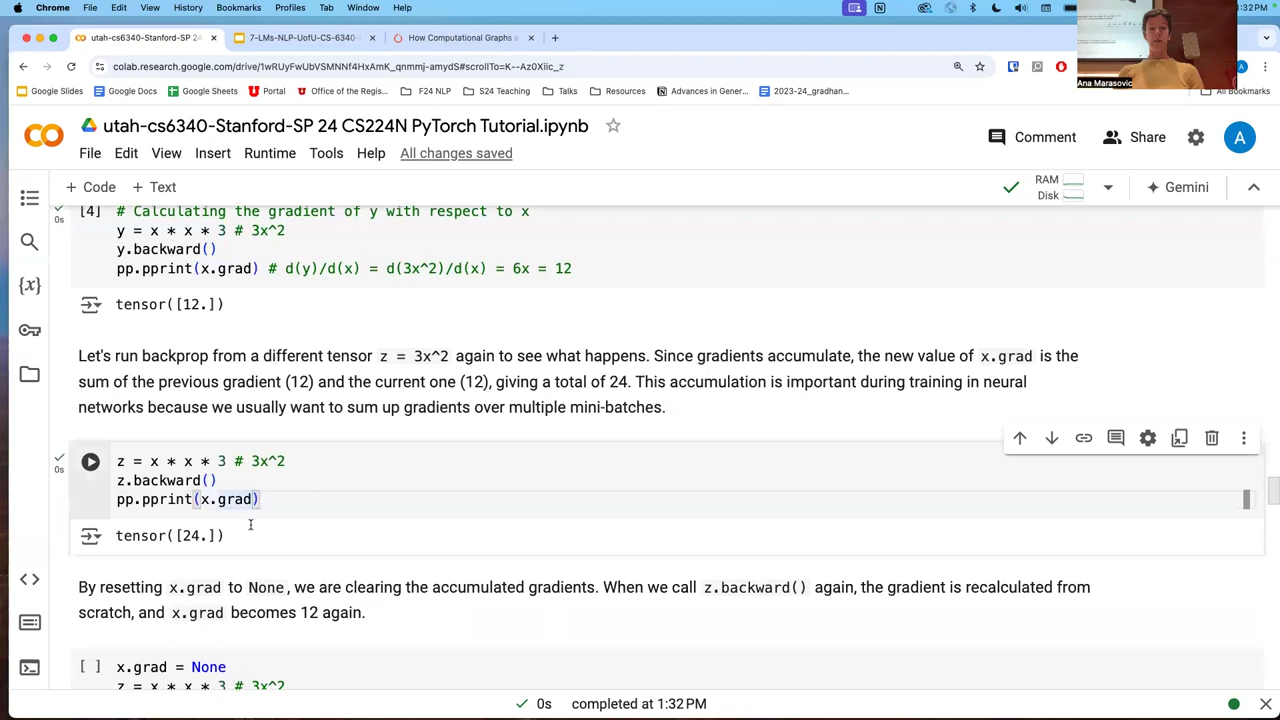 Chrome File Edit View History Bookmarks Profiles Tab Window Help
utah-cs6340-Stanford-SP 24
7-LMs-NLP-UofU-CS-6340-
ational Graphs
colab.research.google.com/drive/
Google Slides Google Docs Google Sheets Portal Office of the Reg F24 NLP S24 Teaching Talks Resources Advances in Gener... 2023-24_gradhan... All Bookmarks
Ana Marasovic
utah-cs6340-Stanford-SP 24 CS224N PyTorch Tutorial.ipynb
Comment Share A
File Edit View Insert Runtime Tools Help All changes saved
+ Code + Text
RAM
Disk
Gemini
[4] # Calculating the gradient of y with respect to x
0s
y = x * x * 3 # 3x^2
y.backward()
pp.pprint(x.grad) # d(y)/d(x) = d(3x^2)/d(x) = 6x = 12
tensor([12.])
Let's run backprop from a different tensor z = 3x^2 again to see what happens. Since gradients accumulate, the new value of x.grad is the
sum of the previous gradient (12) and the current one (12), giving a total of 24. This accumulation is important during training in neural
networks because we usually want to sum up gradients over multiple mini-batches.
z = x * x * 3 # 3x^2
0s
z.backward()
pp.pprint(x.grad)
tensor([24.])
By resetting x.grad to None, we are clearing the accumulated gradients. When we call z.backward() again, the gradient is recalculated from
scratch, and x.grad becomes 12 again.
[ ] x.grad = None
z = x * x * 3 # 3x^2
0s completed at 1:32 PM